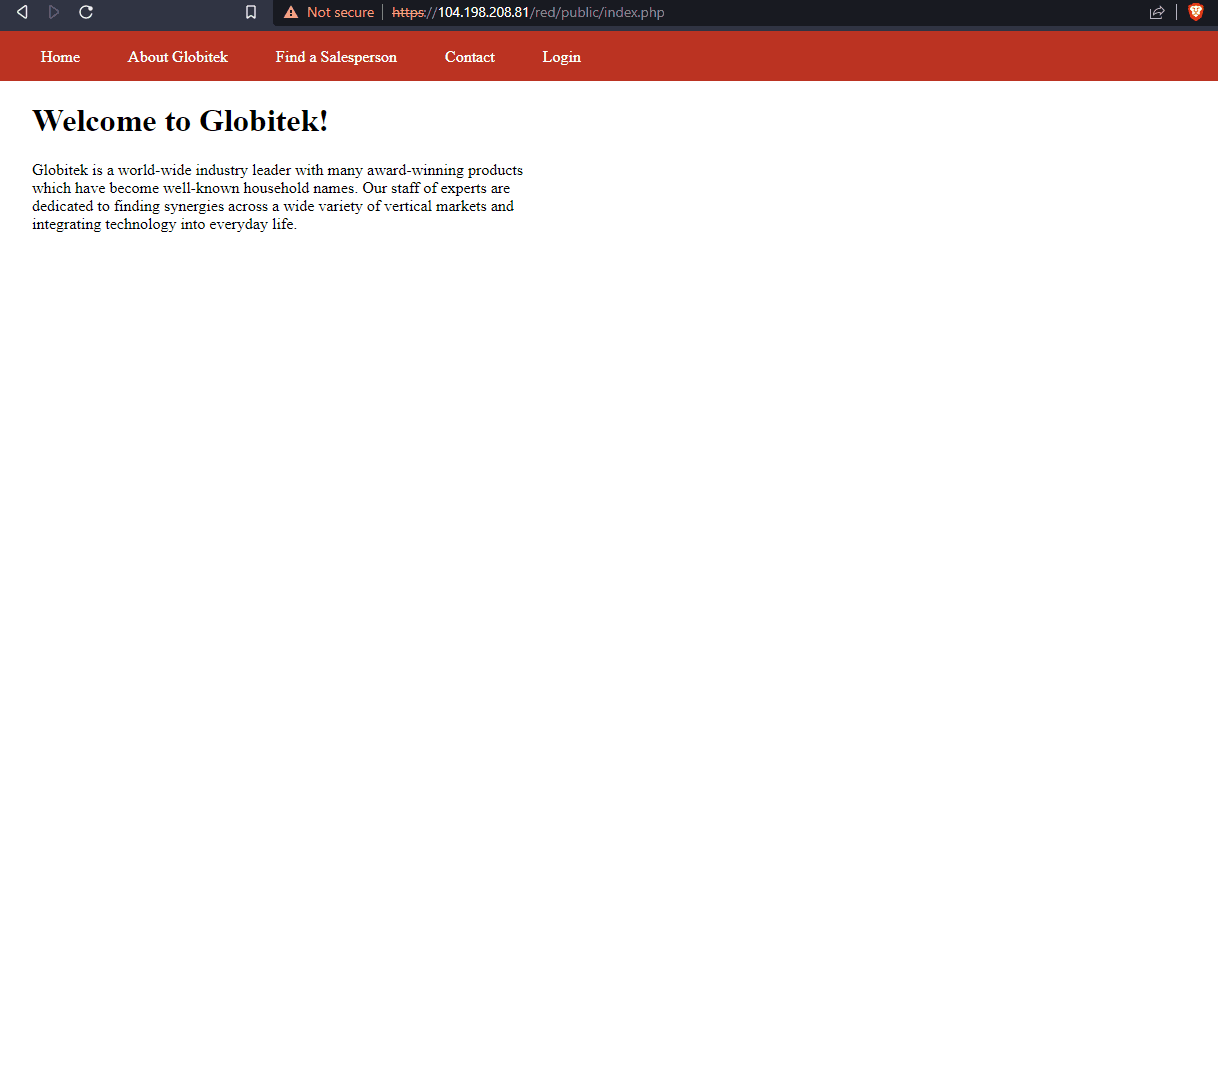 Not secure https://104.198.208.81/red/public/index.php
Home About Globitek Find a Salesperson Contact Login
Welcome to Globitek!
Globitek is a world-wide industry leader with many award-winning products
which have become well-known household names. Our staff of experts are
dedicated to finding synergies across a wide variety of vertical markets and
integrating technology into everyday life.